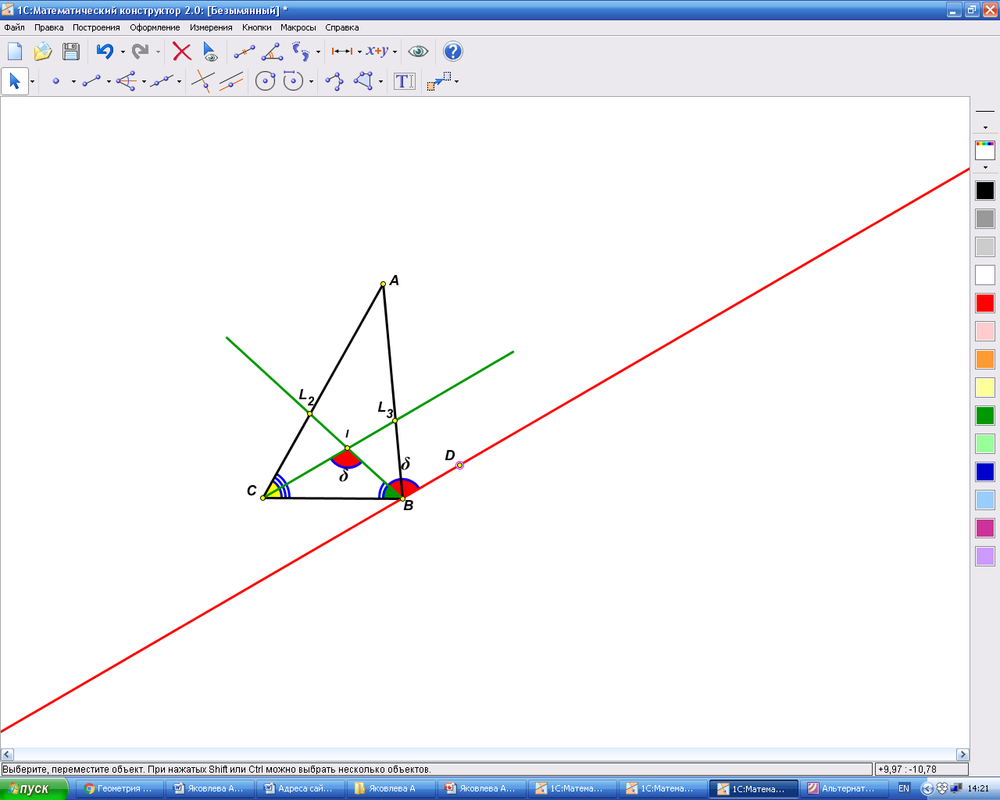 1С:Математический конструктор 2.0: [Безымянный] *
Файл Правка Построения Оформление Измерения Кнопки Макросы Справка
x+y
T
A
L2
L3
I
D
δ
δ
C
B
Выберите, переместите объект. При нажатых Shift или Ctrl можно выбрать несколько объектов.
+9,97 : -10,78
пуск
Геометрия ...
Яковлева А...
Адреса сай...
Яковлева А
Яковлева А...
1С:Матема...
1С:Матема...
1С:Матема...
Альтернат...
EN
14:21